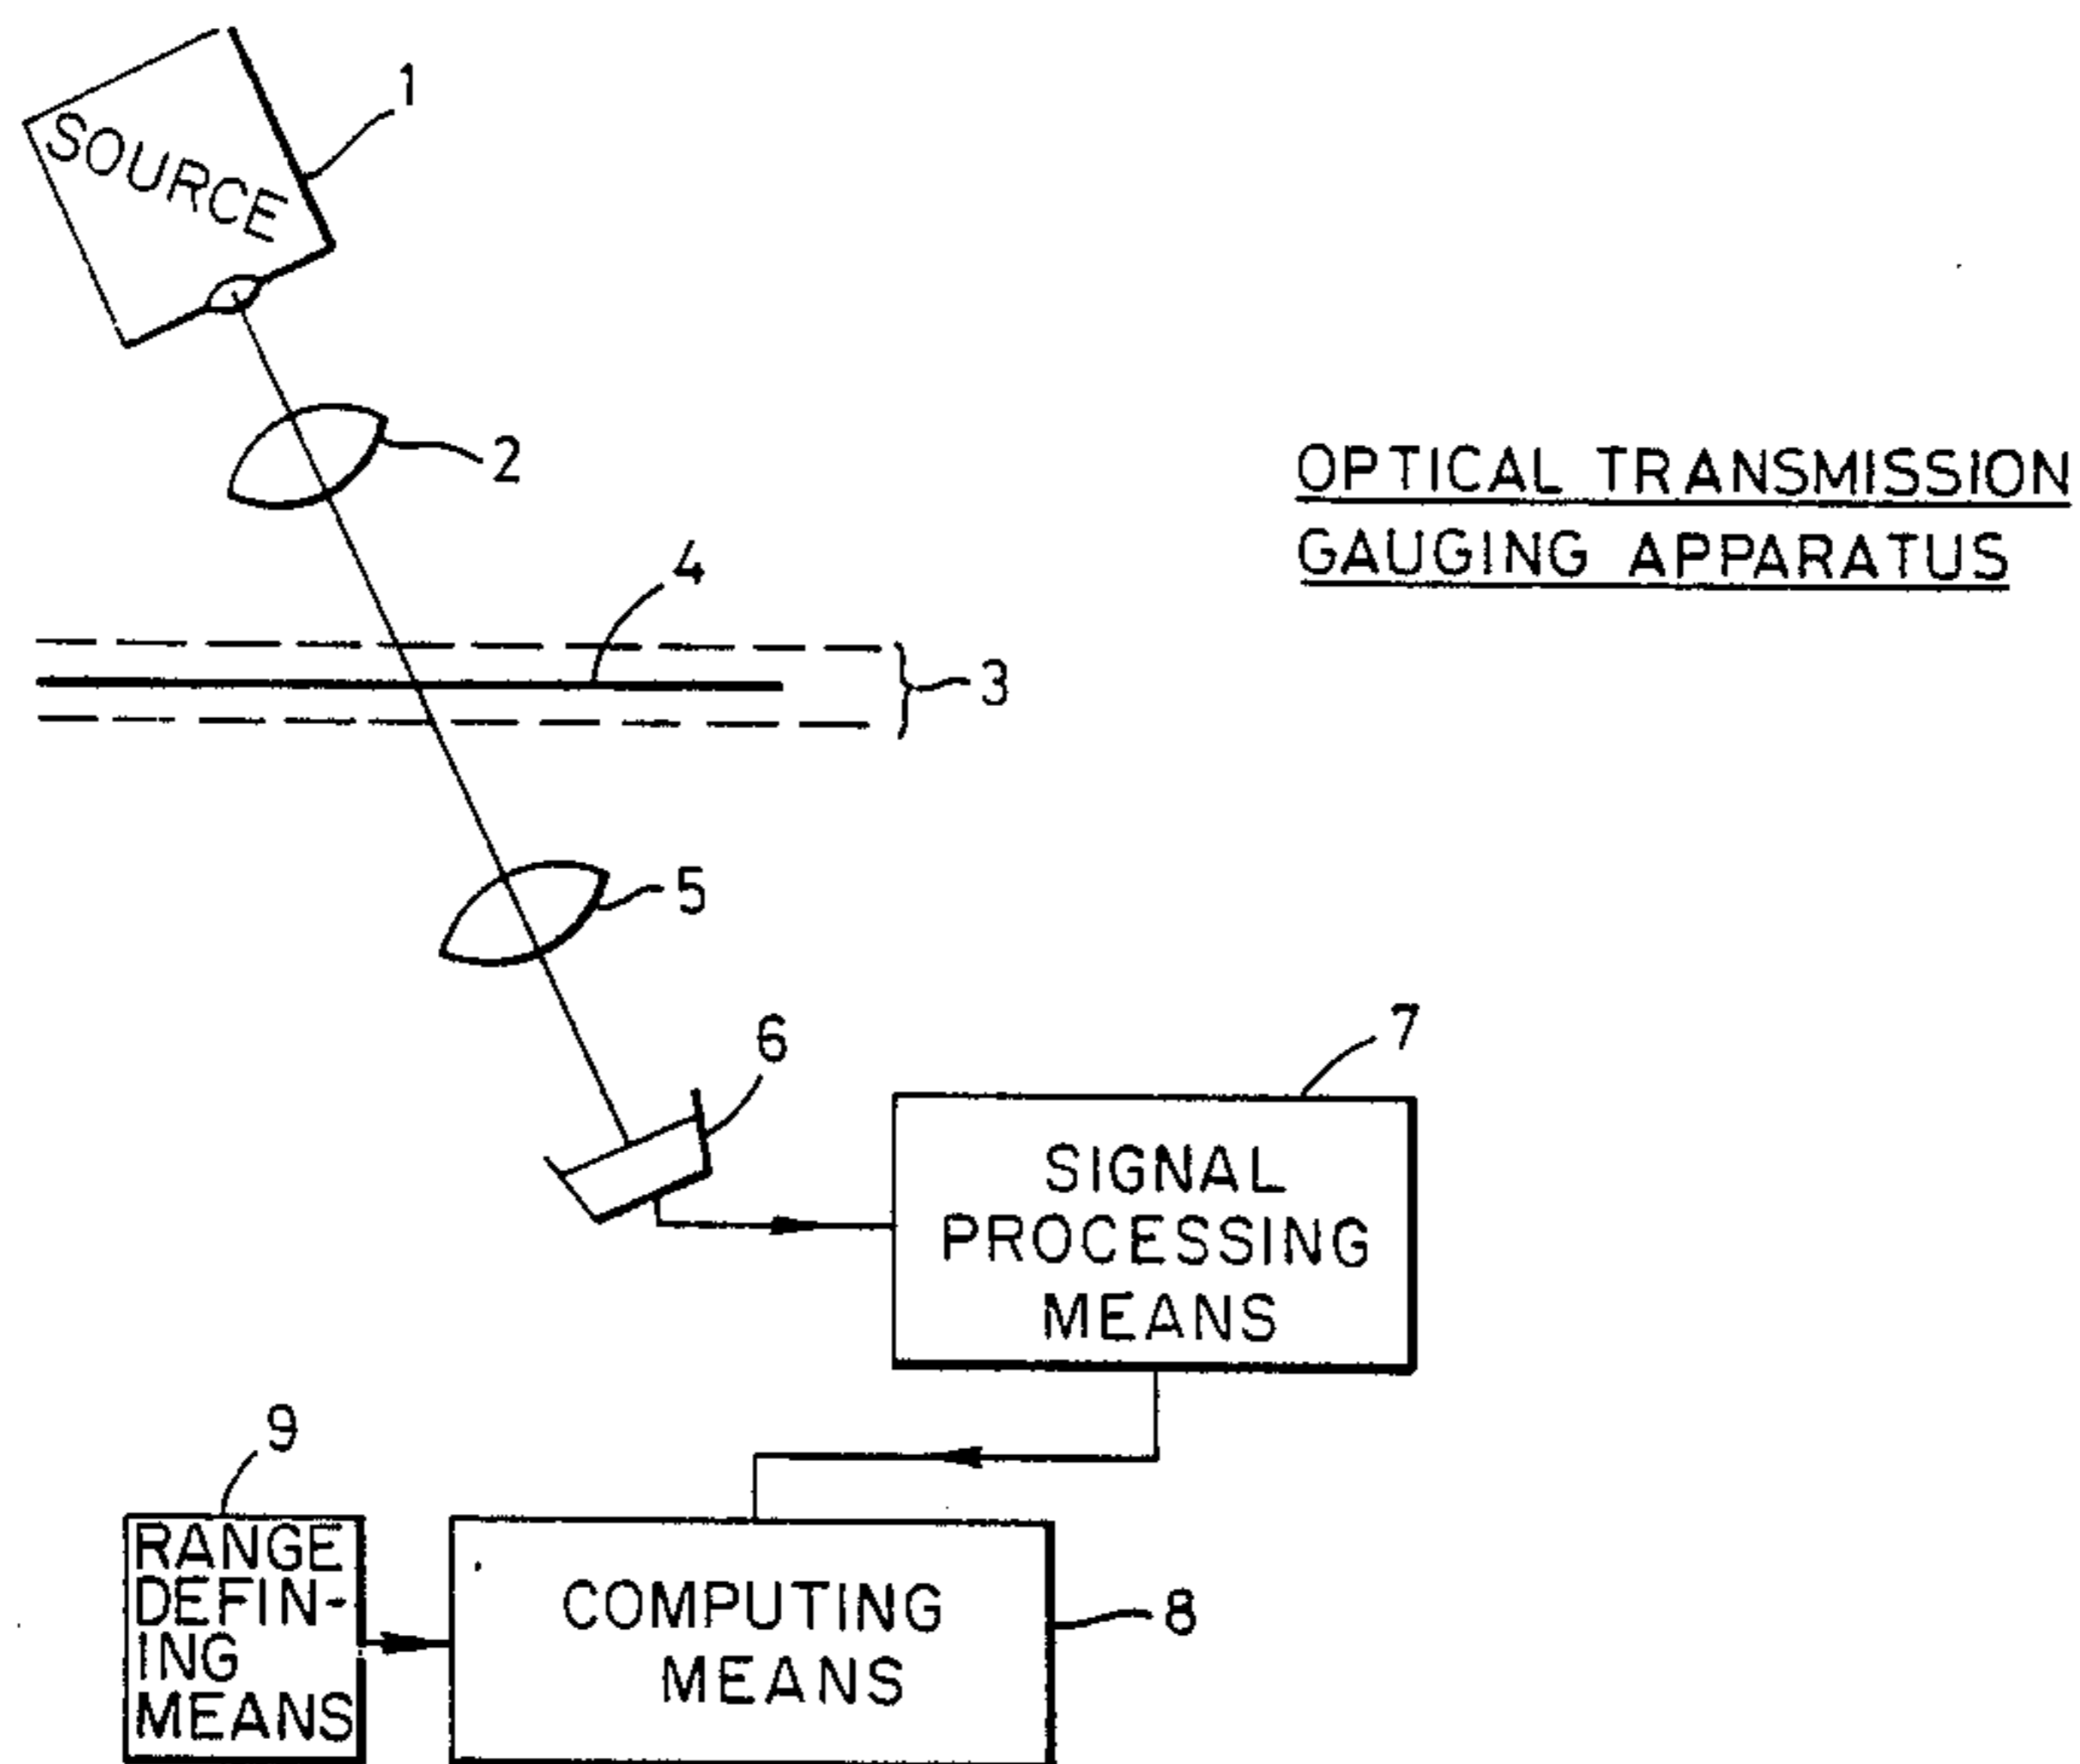 1
SOURCE
2
OPTICAL TRANSMISSION
GAUGING APPARATUS
4
3
5
6
7
SIGNAL
PROCESSING
MEANS
9
RANGE
DEFIN-
ING
MEANS
COMPUTING
MEANS
8